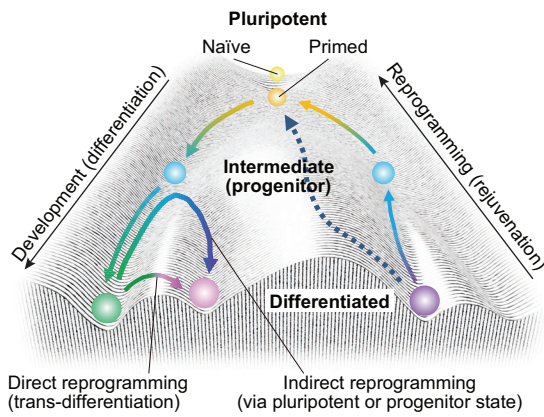 Pluripotent
Naïve
Primed
Development (differentiation)
Reprogramming (rejuvenation)
Intermediate
(progenitor)
Differentiated
Direct reprogramming
(trans-differentiation)
Indirect reprogramming
(via pluripotent or progenitor state)